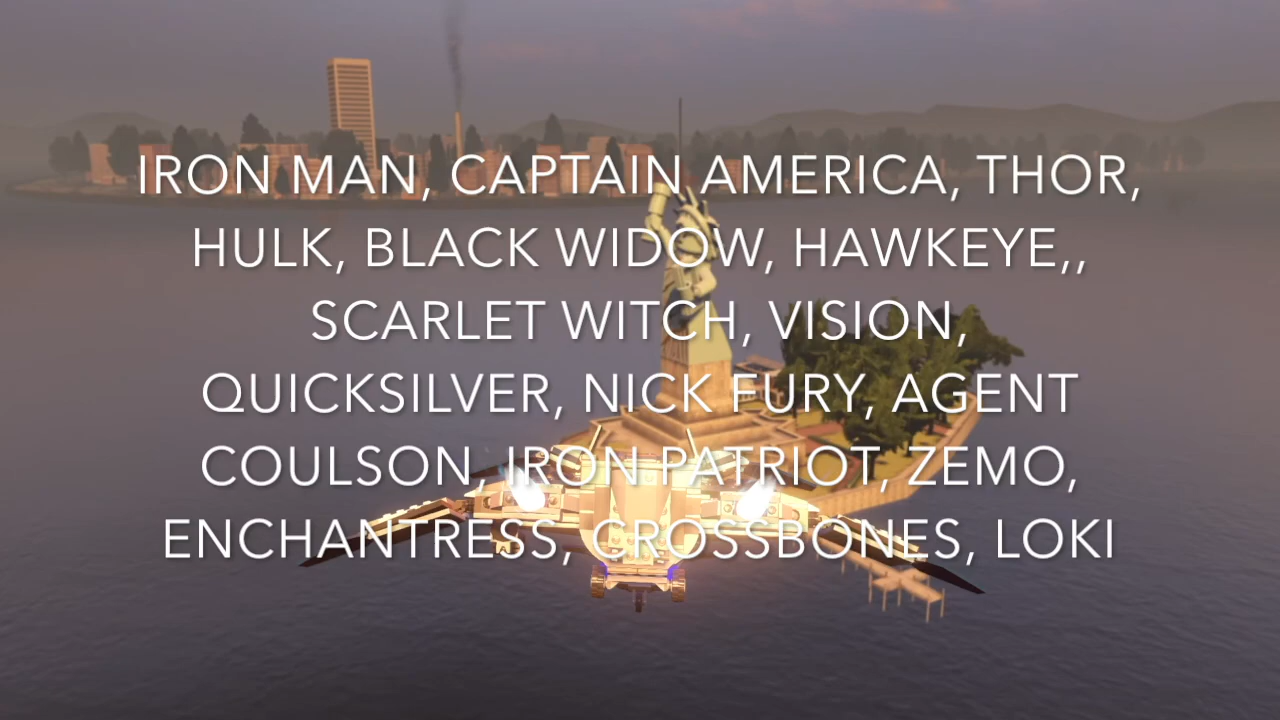 IRON MAN, CAPTAIN AMERICA, THOR,
HULK, BLACK WIDOW, HAWKEYE,,
SCARLET WITCH, VISION,
QUICKSILVER, NICK FURY, AGENT
COULSON, IRON PATRIOT, ZEMO,
ENCHANTRESS, CROSSBONES, LOKI